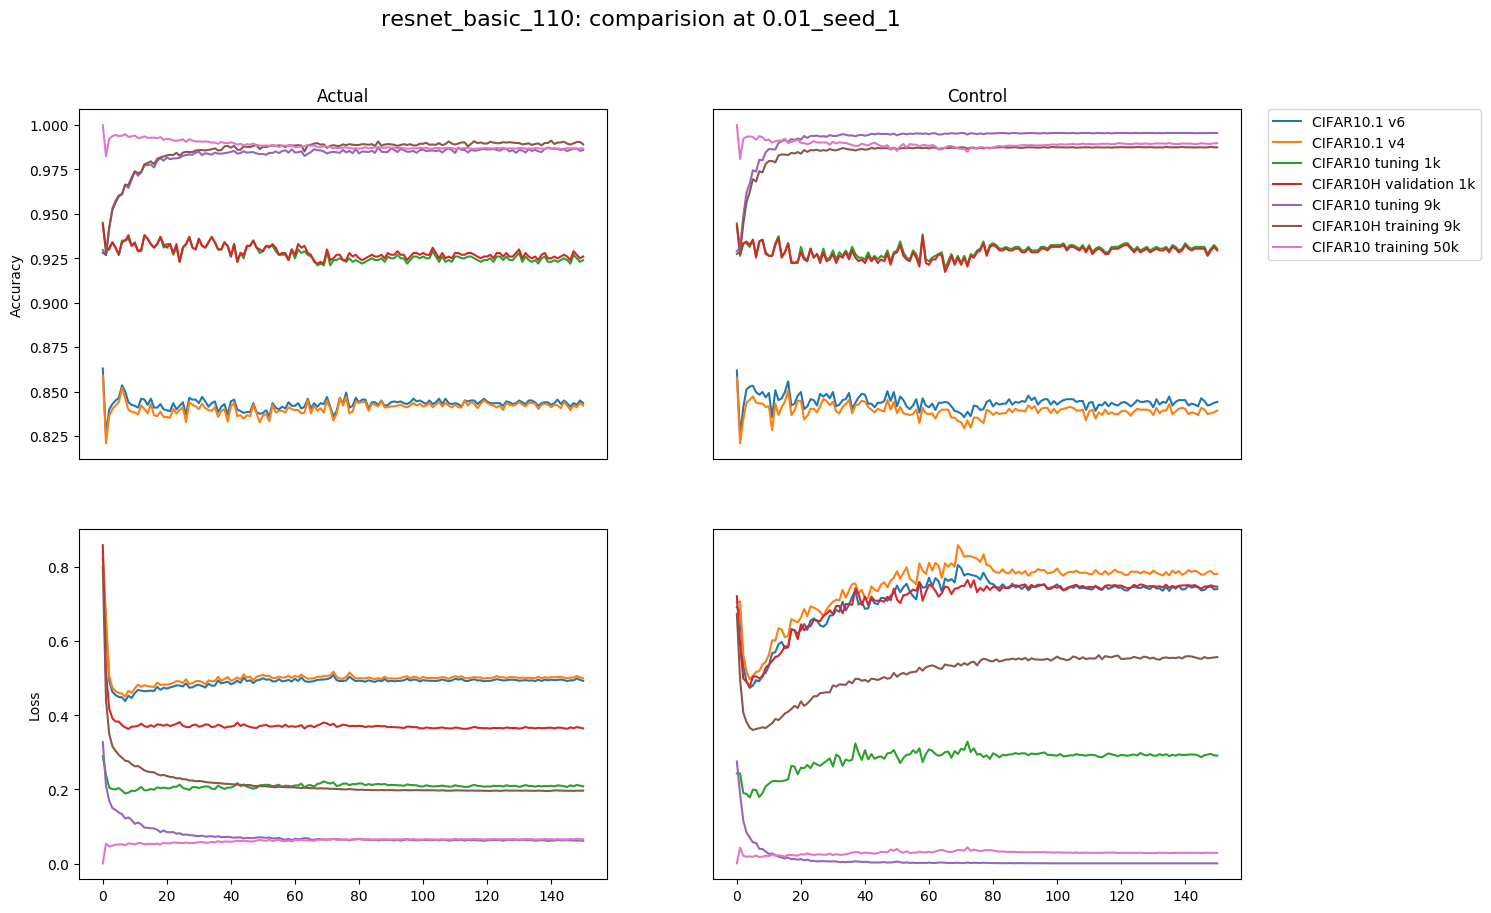 resnet_basic_110: comparision at 0.01_seed_1
Actual
Control
Accuracy
1.000
0.975
0.950
0.925
0.900
0.875
0.850
0.825
CIFAR10.1 v6
CIFAR10.1 v4
CIFAR10 tuning 1k
CIFAR10H validation 1k
CIFAR10 tuning 9k
CIFAR10H training 9k
CIFAR10 training 50k
Loss
0.8
0.6
0.4
0.2
0.0
0 20 40 60 80 100 120 140
0 20 40 60 80 100 120 140